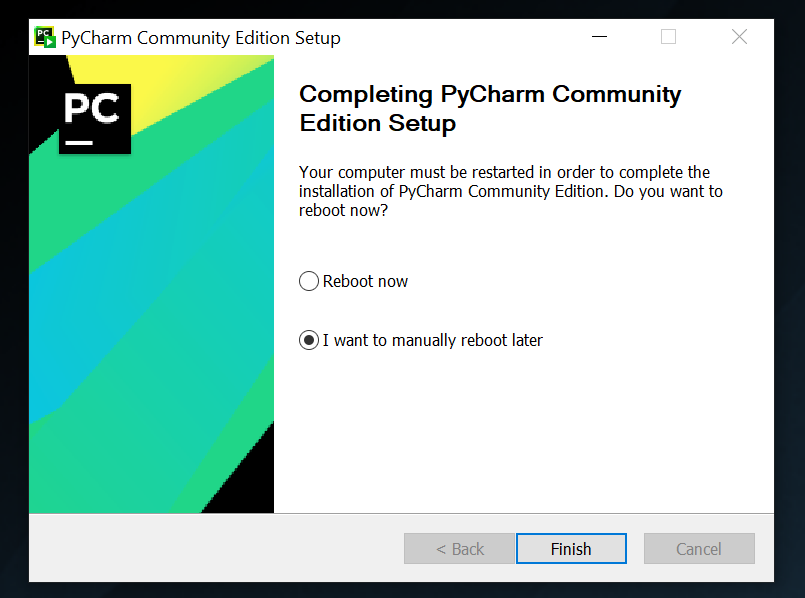 PyCharm Community Edition Setup
PC
Completing PyCharm Community
Edition Setup
Your computer must be restarted in order to complete the
installation of PyCharm Community Edition. Do you want to
reboot now?
Reboot now
I want to manually reboot later
< Back
Finish
Cancel